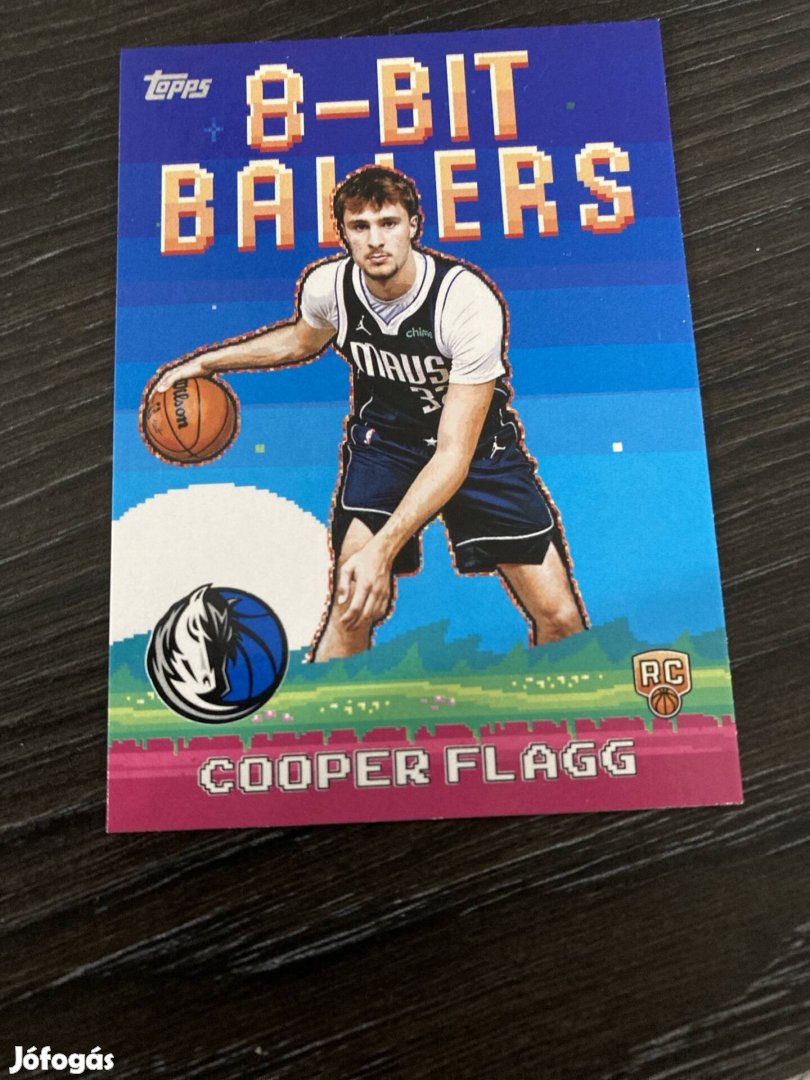 topps
8-BIT
BALLERS
chime
MAVS
Wilson
RC
COOPER FLAGG
Jófogás